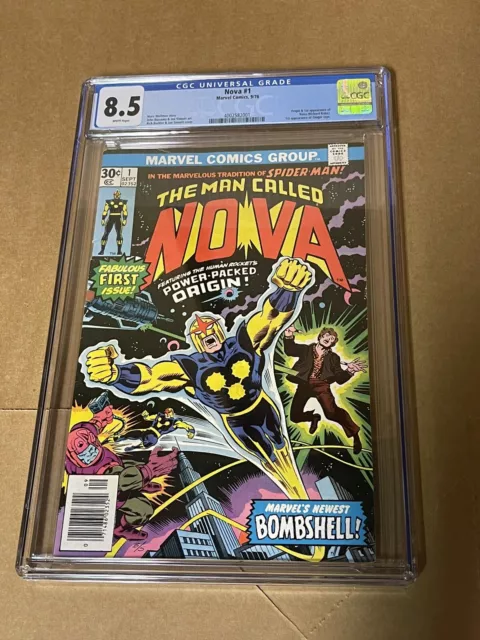 CGC UNIVERSAL GRADE
8.5
WHITE Pages
Nova #1
Marvel Comics, 9/76
CGC
MARVEL COMICS GROUP
30¢
1
SEPT
02762
IN THE MARVELOUS TRADITION OF SPIDER-MAN!
THE MAN CALLED
NOVA
FEATURING THE HUMAN ROCKET'S
POWER-PACKED
ORIGIN!
FABULOUS
FIRST
ISSUE!
MARVEL'S NEWEST
BOMBSHELL!